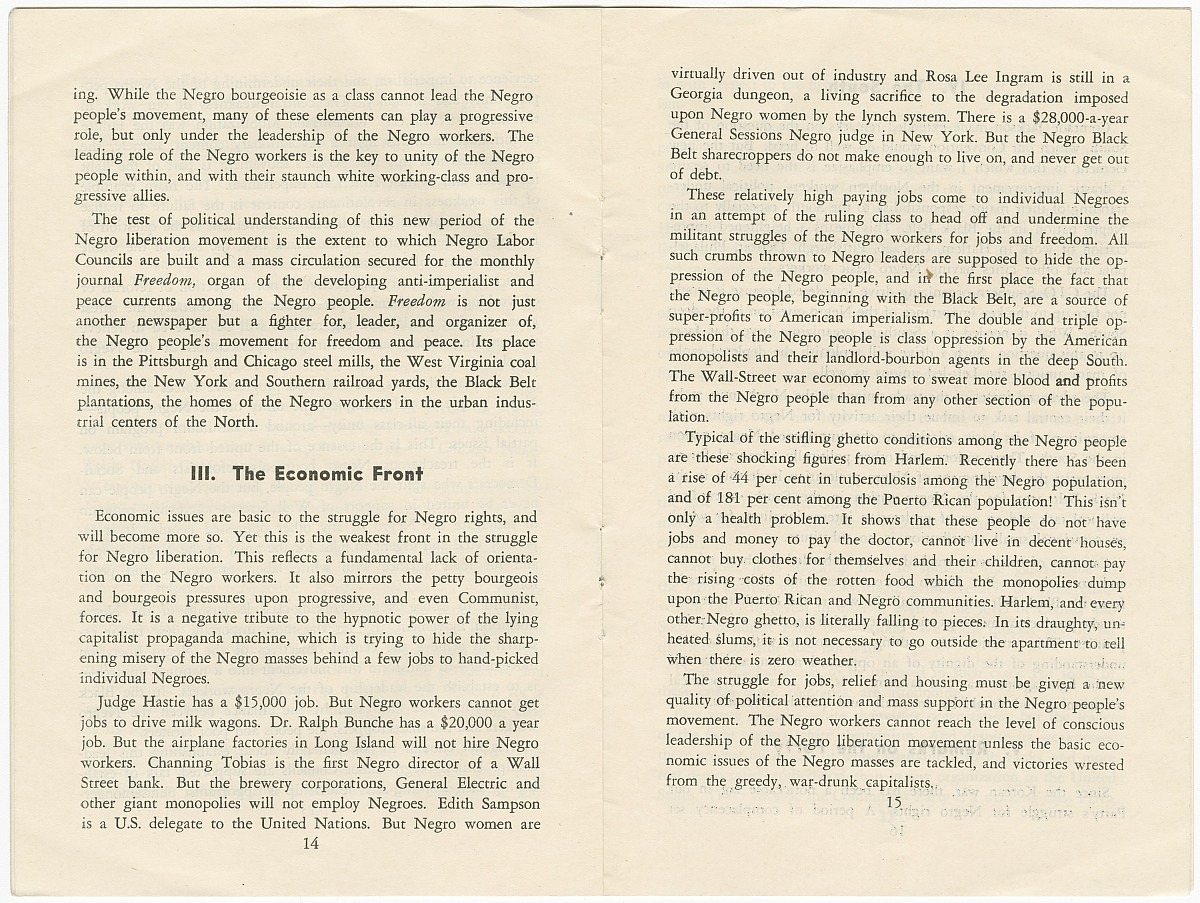 ing. While the Negro bourgeoisie as a class cannot lead the Negro
people's movement, many of these elements can play a progressive
role, but only under the leadership of the Negro workers. The
leading role of the Negro workers is the key to unity of the Negro
people within, and with their staunch white working-class and pro-
gressive allies.
The test of political understanding of this new period of the
Negro liberation movement is the extent to which Negro Labor
Councils are built and a mass circulation secured for the monthly
journal Freedom, organ of the developing anti-imperialist and
peace currents among the Negro people. Freedom is not just
another newspaper but a fighter for, leader, and organizer of,
the Negro people's movement for freedom and peace. Its place
is in the Pittsburgh and Chicago steel mills, the West Virginia coal
mines, the New York and Southern railroad yards, the Black Belt
plantations, the homes of the Negro workers in the urban indus-
trial centers of the North.
III. The Economic Front
Economic issues are basic to the struggle for Negro rights, and
will become more so. Yet this is the weakest front in the struggle
for Negro liberation. This reflects a fundamental lack of orienta-
tion on the Negro workers. It also mirrors the petty bourgeois
and bourgeois pressures upon progressive, and even Communist,
forces. It is a negative tribute to the hypnotic power of the lying
capitalist propaganda machine, which is trying to hide the sharp-
ening misery of the Negro masses behind a few jobs to hand-picked
individual Negroes.
Judge Hastie has a $15,000 job. But Negro workers cannot get
jobs to drive milk wagons. Dr. Ralph Bunche has a $20,000 a year
job. But the airplane factories in Long Island will not hire Negro
workers. Channing Tobias is the first Negro director of a Wall
Street bank. But the brewery corporations, General Electric and
other giant monopolies will not employ Negroes. Edith Sampson
is a U.S. delegate to the United Nations. But Negro women are
14
virtually driven out of industry and Rosa Lee Ingram is still in a
Georgia dungeon, a living sacrifice to the degradation imposed
upon Negro women by the lynch system. There is a $28,000-a-year
General Sessions Negro judge in New York. But the Negro Black
Belt sharecroppers do not make enough to live on, and never get out
of debt.
These relatively high paying jobs come to individual Negroes
in an attempt of the ruling class to head off and undermine the
militant struggles of the Negro workers for jobs and freedom. All
such crumbs thrown to Negro leaders are supposed to hide the op-
pression of the Negro people, and in the first place the fact that
the Negro people, beginning with the Black Belt, are a source of
super-profits to American imperialism. The double and triple op-
pression of the Negro people is class oppression by the American
monopolists and their landlord-bourbon agents in the deep South.
The Wall-Street war economy aims to sweat more blood and profits
from the Negro people than from any other section of the popu-
lation.
Typical of the stifling ghetto conditions among the Negro people
are these shocking figures from Harlem. Recently there has been
a rise of 44 per cent in tuberculosis among the Negro population,
and of 181 per cent among the Puerto Rican population! This isn't
only a health problem. It shows that these people do not have
jobs and money to pay the doctor, cannot live in decent houses,
cannot buy clothes for themselves and their children, cannot pay
the rising costs of the rotten food which the monopolies dump
upon the Puerto Rican and Negro communities. Harlem, and every
other Negro ghetto, is literally falling to pieces. In its draughty, un-
heated slums, it is not necessary to go outside the apartment to tell
when there is zero weather.
The struggle for jobs, relief and housing must be given a new
quality of political attention and mass support in the Negro people's
movement. The Negro workers cannot reach the level of conscious
leadership of the Negro liberation movement unless the basic eco-
nomic issues of the Negro masses are tackled, and victories wrested
from the greedy, war-drunk capitalists.
15